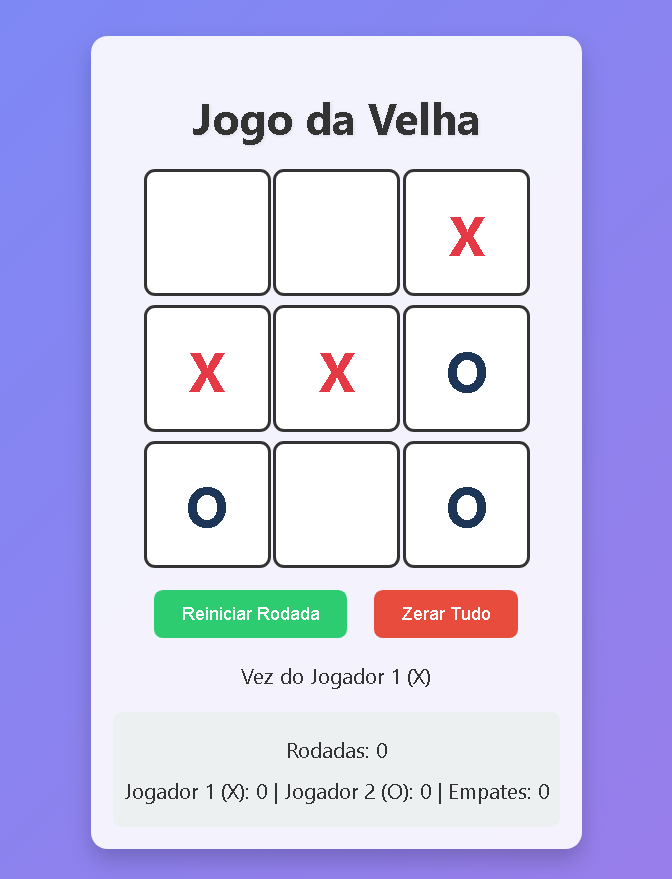 Jogo da Velha
X
X X O
O O
Reiniciar Rodada Zerar Tudo
Vez do Jogador 1 (X)
Rodadas: 0
Jogador 1 (X): 0 | Jogador 2 (O): 0 | Empates: 0